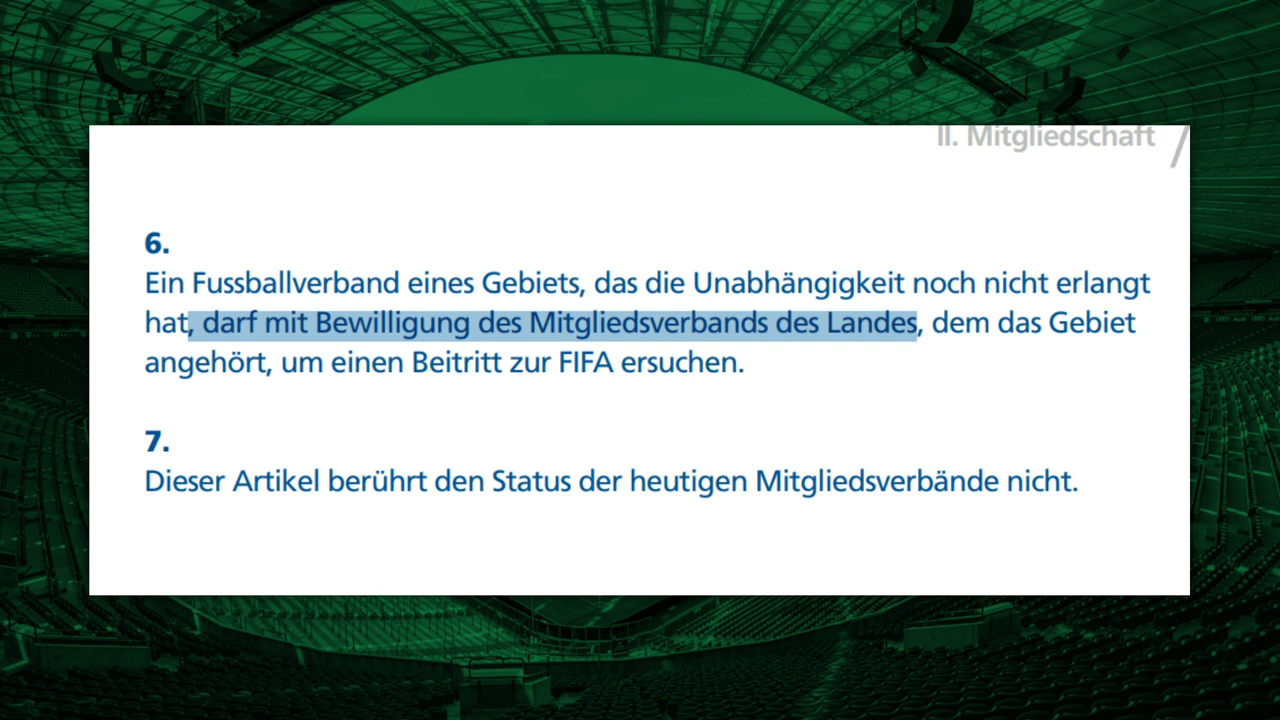 II. Mitgliedschaft /
6.
Ein Fussballverband eines Gebiets, das die Unabhängigkeit noch nicht erlangt
hat, darf mit Bewilligung des Mitgliedsverbands des Landes, dem das Gebiet
angehört, um einen Beitritt zur FIFA ersuchen.
7.
Dieser Artikel berührt den Status der heutigen Mitgliedsverbände nicht.